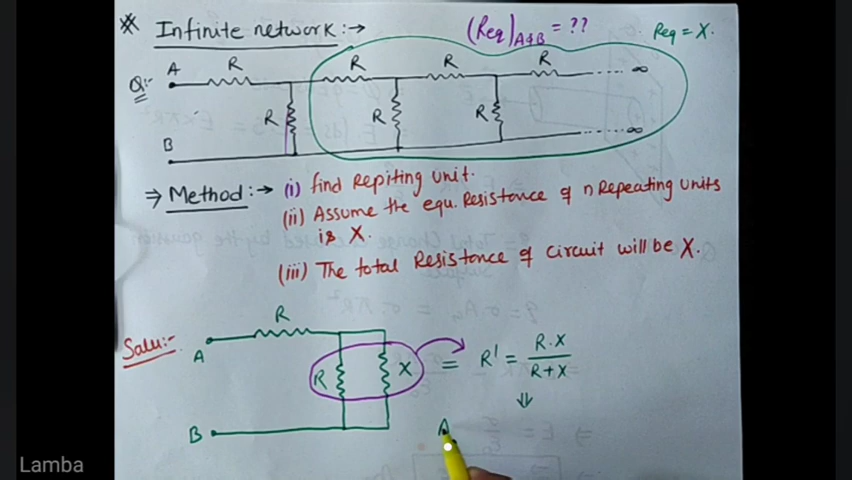 ※ Infinite network:→ (Req)A&B = ?? Req = X.
Q:- A R R R R ∞
R R R
B ∞
⇒ Method:→ (i) find Repiting unit.
(ii) Assume the equ. Resistance of n Repeating units
is X.
(iii) The total Resistance of circuit will be X.
Solu:- A R
R X = R' = R.X / R+X
⇓
B A
Lamba